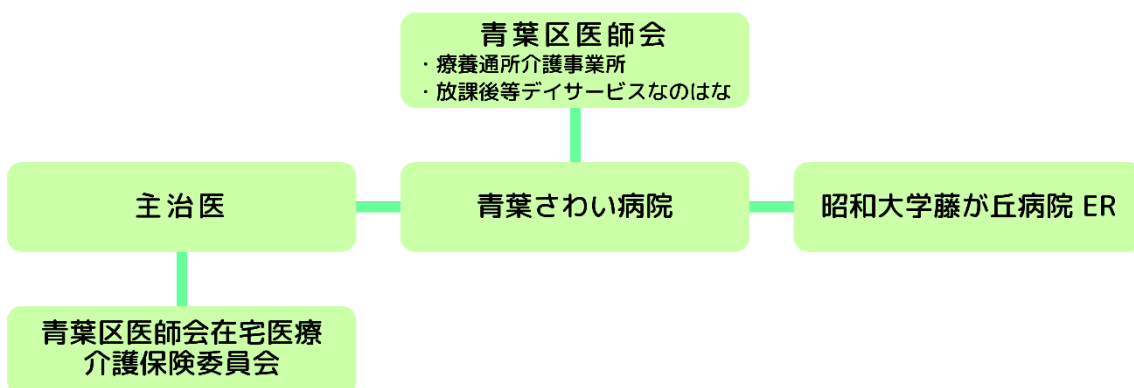 青葉区医師会
・療養通所介護事業所
・放課後等デイサービスなのはな
主治医
青葉さわい病院
昭和大学藤が丘病院 ER
青葉区医師会在宅医療
介護保険委員会